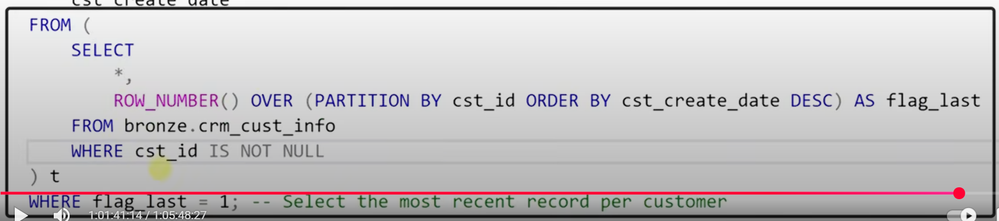 cst_create_date
FROM (
SELECT
*,
ROW_NUMBER() OVER (PARTITION BY cst_id ORDER BY cst_create_date DESC) AS flag_last
FROM bronze.crm_cust_info
WHERE cst_id IS NOT NULL
) t
WHERE flag_last = 1; -- Select the most recent record per customer
1:01:41:14 / 1:05:48:27